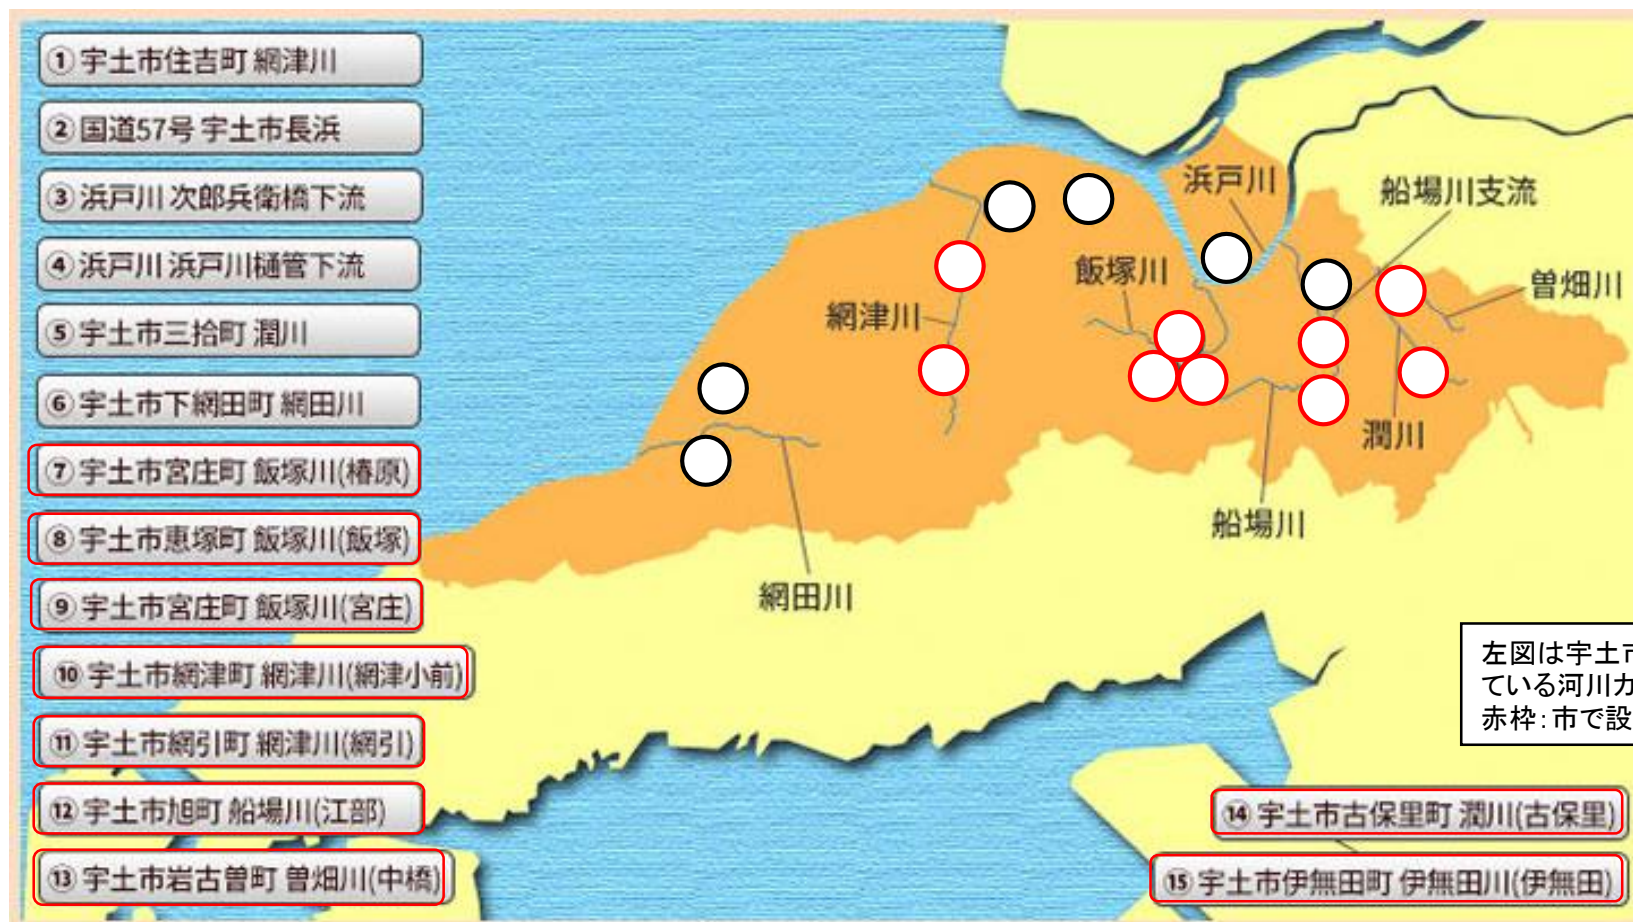 ①宇土市住吉町 網津川
②国道57号 宇土市長浜
③浜戸川 次郎兵衛橋下流
④浜戸川 浜戸川樋管下流
⑤宇土市三拾町 潤川
⑥宇土市下網田町 網田川
⑦宇土市宮庄町 飯塚川(椿原)
⑧宇土市恵塚町 飯塚川(飯塚)
⑨宇土市宮庄町 飯塚川(宮庄)
⑩宇土市網津町 網津川(網津小前)
⑪宇土市網引町 網津川(網引)
⑫宇土市旭町 船場川(江部)
⑬宇土市岩古曽町 曽畑川(中橋)
浜戸川
船場川支流
飯塚川
曽畑川
網津川
潤川
船場川
網田川
左図は宇土市
ている河川カ
赤枠：市で設
⑭宇土市古保里町 潤川(古保里)
⑮宇土市伊無田町 伊無田川(伊無田)